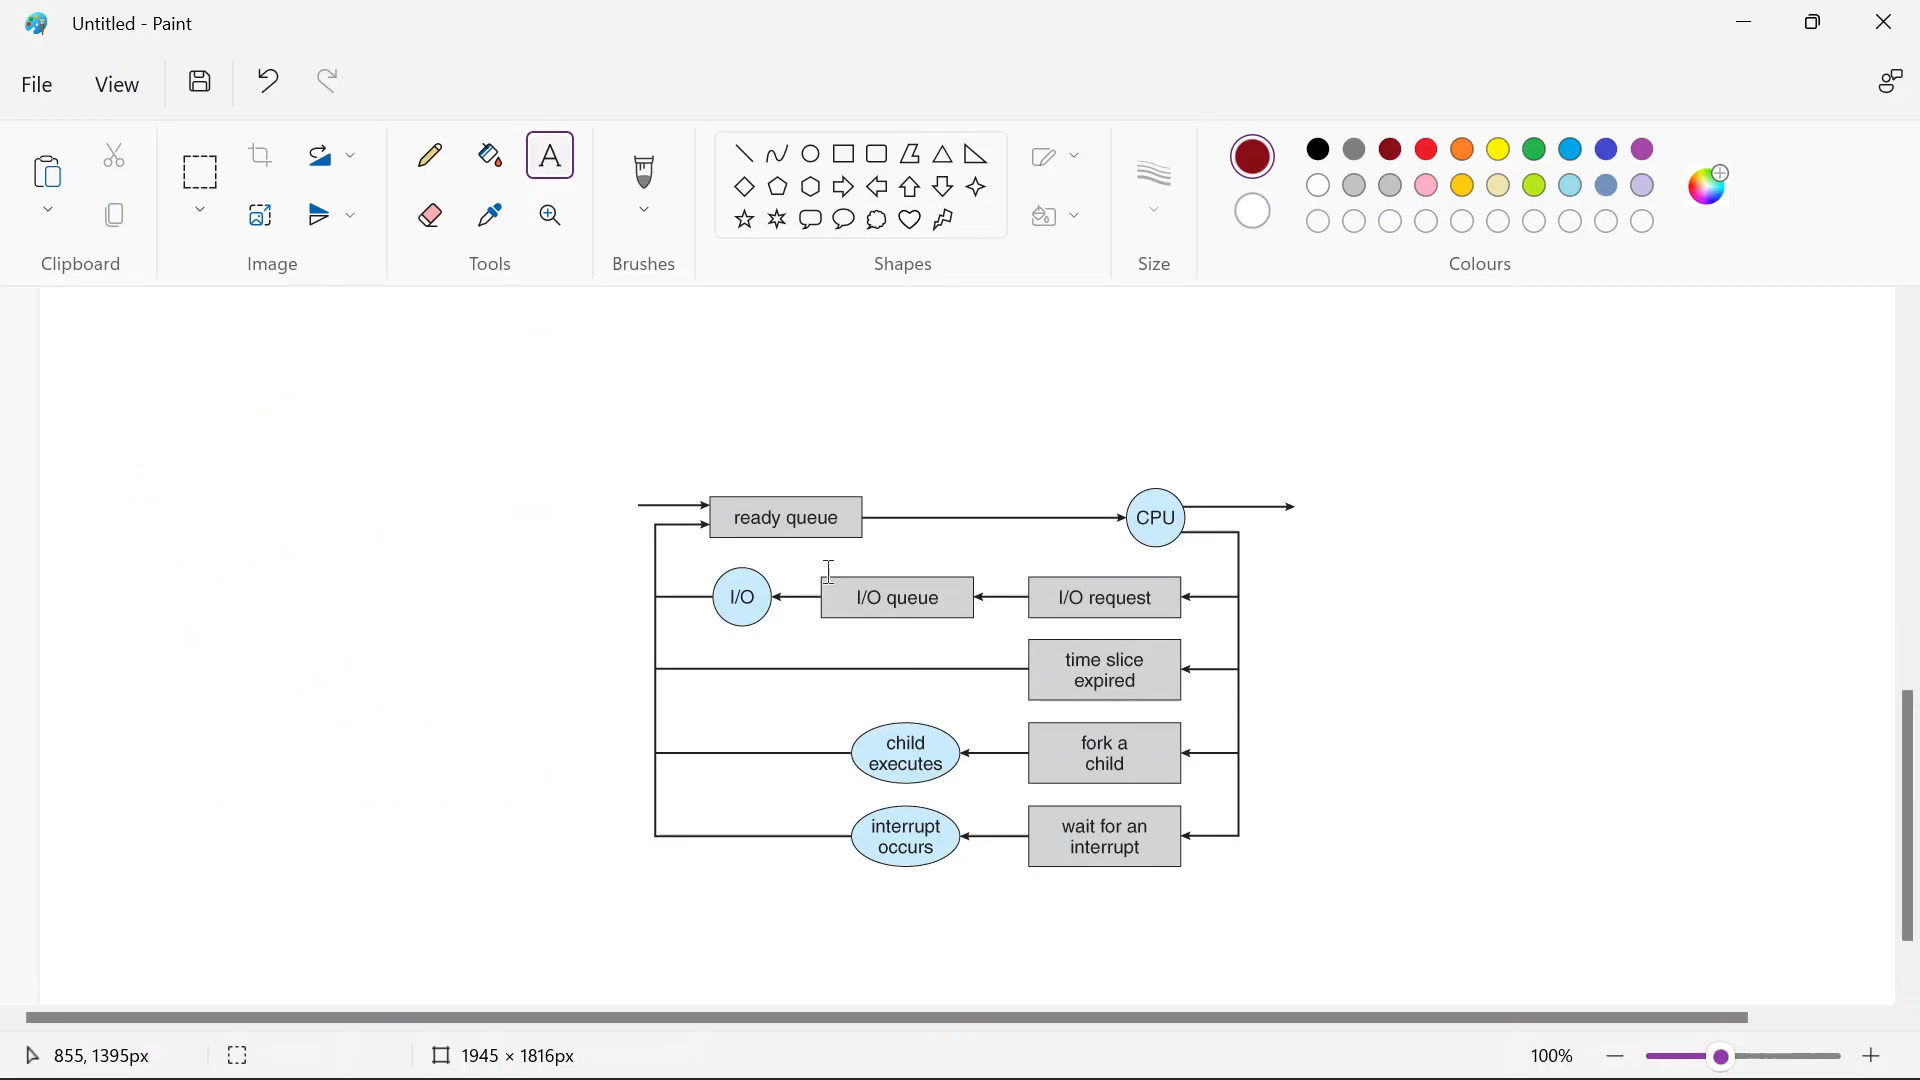 Untitled - Paint
File View
Clipboard Image Tools Brushes Shapes Size Colours
ready queue
CPU
I/O
I/O queue
I/O request
time slice
expired
child
executes
fork a
child
interrupt
occurs
wait for an
interrupt
855, 1395px
1945 × 1816px
100%